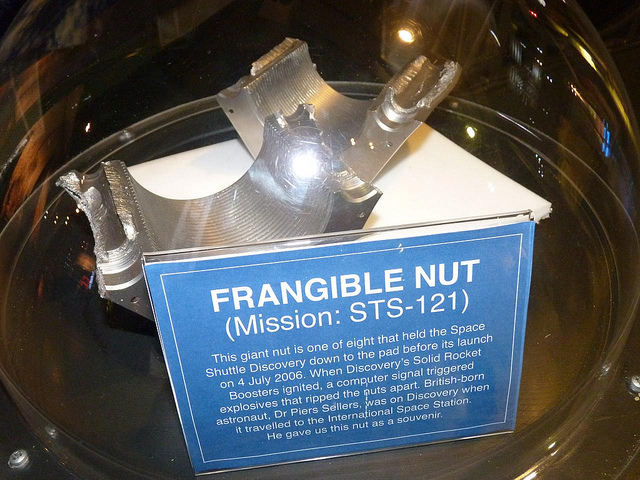 FRANGIBLE NUT
(Mission: STS-121)
This giant nut is one of eight that held the Space
Shuttle Discovery down to the pad before its launch
on 4 July 2006. When Discovery's Solid Rocket
Boosters ignited, a computer signal triggered
explosives that ripped the nuts apart. British-born
astronaut, Dr Piers Sellers, was on Discovery when
it travelled to the International Space Station.
He gave us this nut as a souvenir.